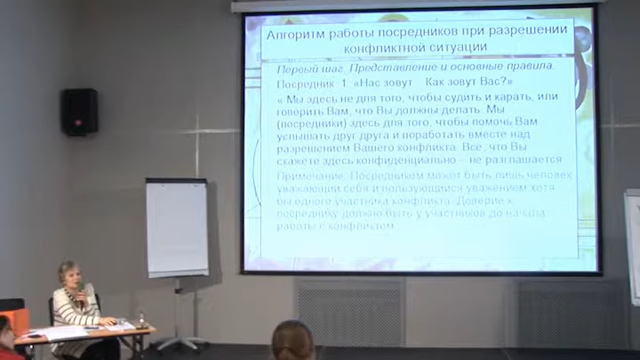 Алгоритм работы посредников при разрешении
конфликтной ситуации
Первый шаг. Представление и основные правила.
Посредник 1 «Нас зовут Как зовут Вас?»
« Мы здесь не для того, чтобы судить и карать, или
говорить Вам, что Вы должны делать. Мы
(посредники) здесь для того, чтобы помочь Вам
услышать друг друга и поработать вместе над
разрешением Вашего конфликта. Все, что Вы
скажете здесь конфиденциально – не разглашается
Примечание. Посредником может быть лишь человек
уважающий себя и пользующийся уважением хотя
бы одного участника конфликта. Доверие к
посреднику должно быть у участников до начала
работы с конфликтом.